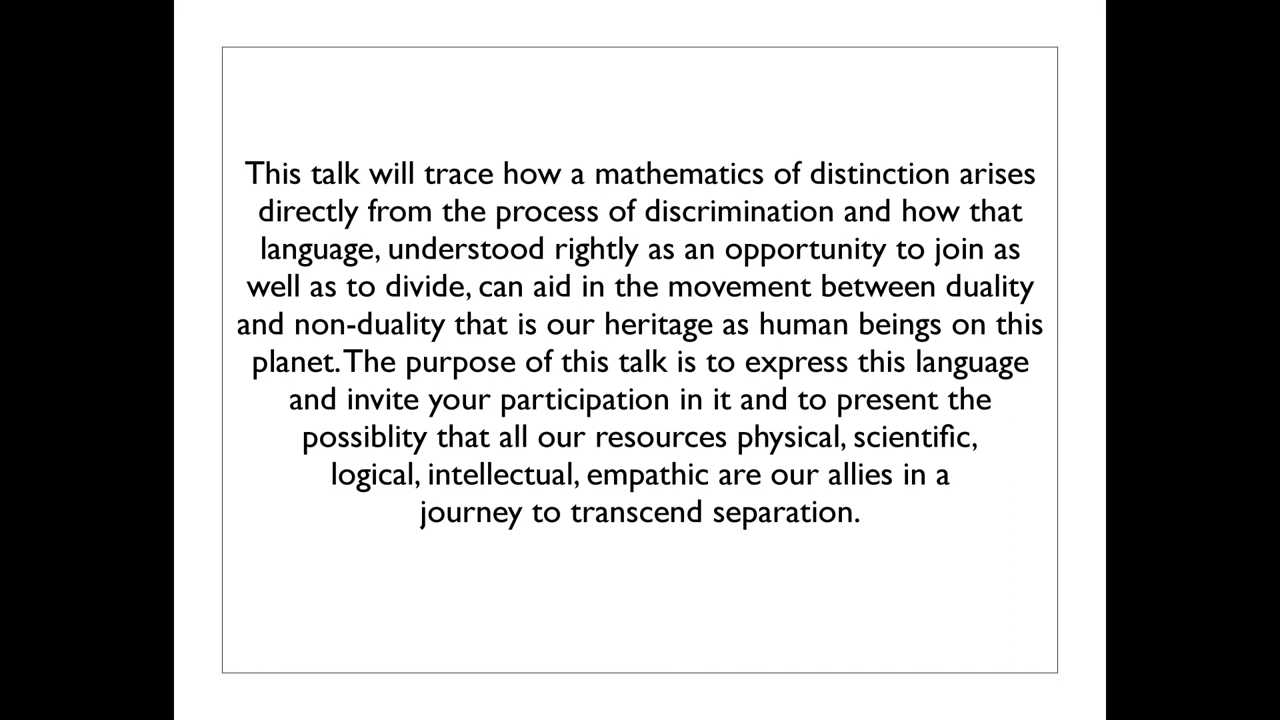 This talk will trace how a mathematics of distinction arises
directly from the process of discrimination and how that
language, understood rightly as an opportunity to join as
well as to divide, can aid in the movement between duality
and non-duality that is our heritage as human beings on this
planet. The purpose of this talk is to express this language
and invite your participation in it and to present the
possiblity that all our resources physical, scientific,
logical, intellectual, empathic are our allies in a
journey to transcend separation.